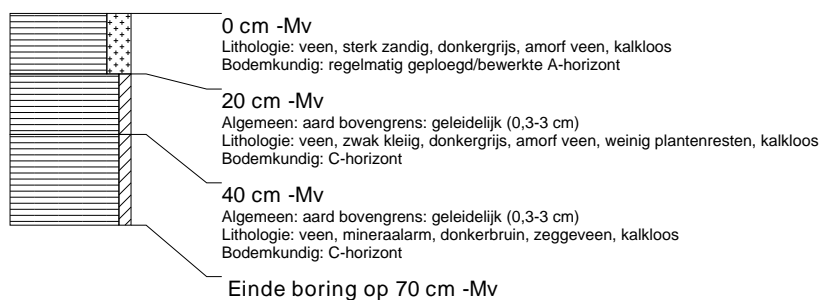 0 cm -Mv
Lithologie: veen, sterk zandig, donkergrijs, amorf veen, kalkloos
Bodemkundig: regelmatig geploegd/bewerkte A-horizont
20 cm -Mv
Algemeen: aard bovengrens: geleidelijk (0,3-3 cm)
Lithologie: veen, zwak kleiig, donkergrijs, amorf veen, weinig plantenresten, kalkloos
Bodemkundig: C-horizont
40 cm -Mv
Algemeen: aard bovengrens: geleidelijk (0,3-3 cm)
Lithologie: veen, mineraalarm, donkerbruin, zeggeveen, kalkloos
Bodemkundig: C-horizont
Einde boring op 70 cm -Mv